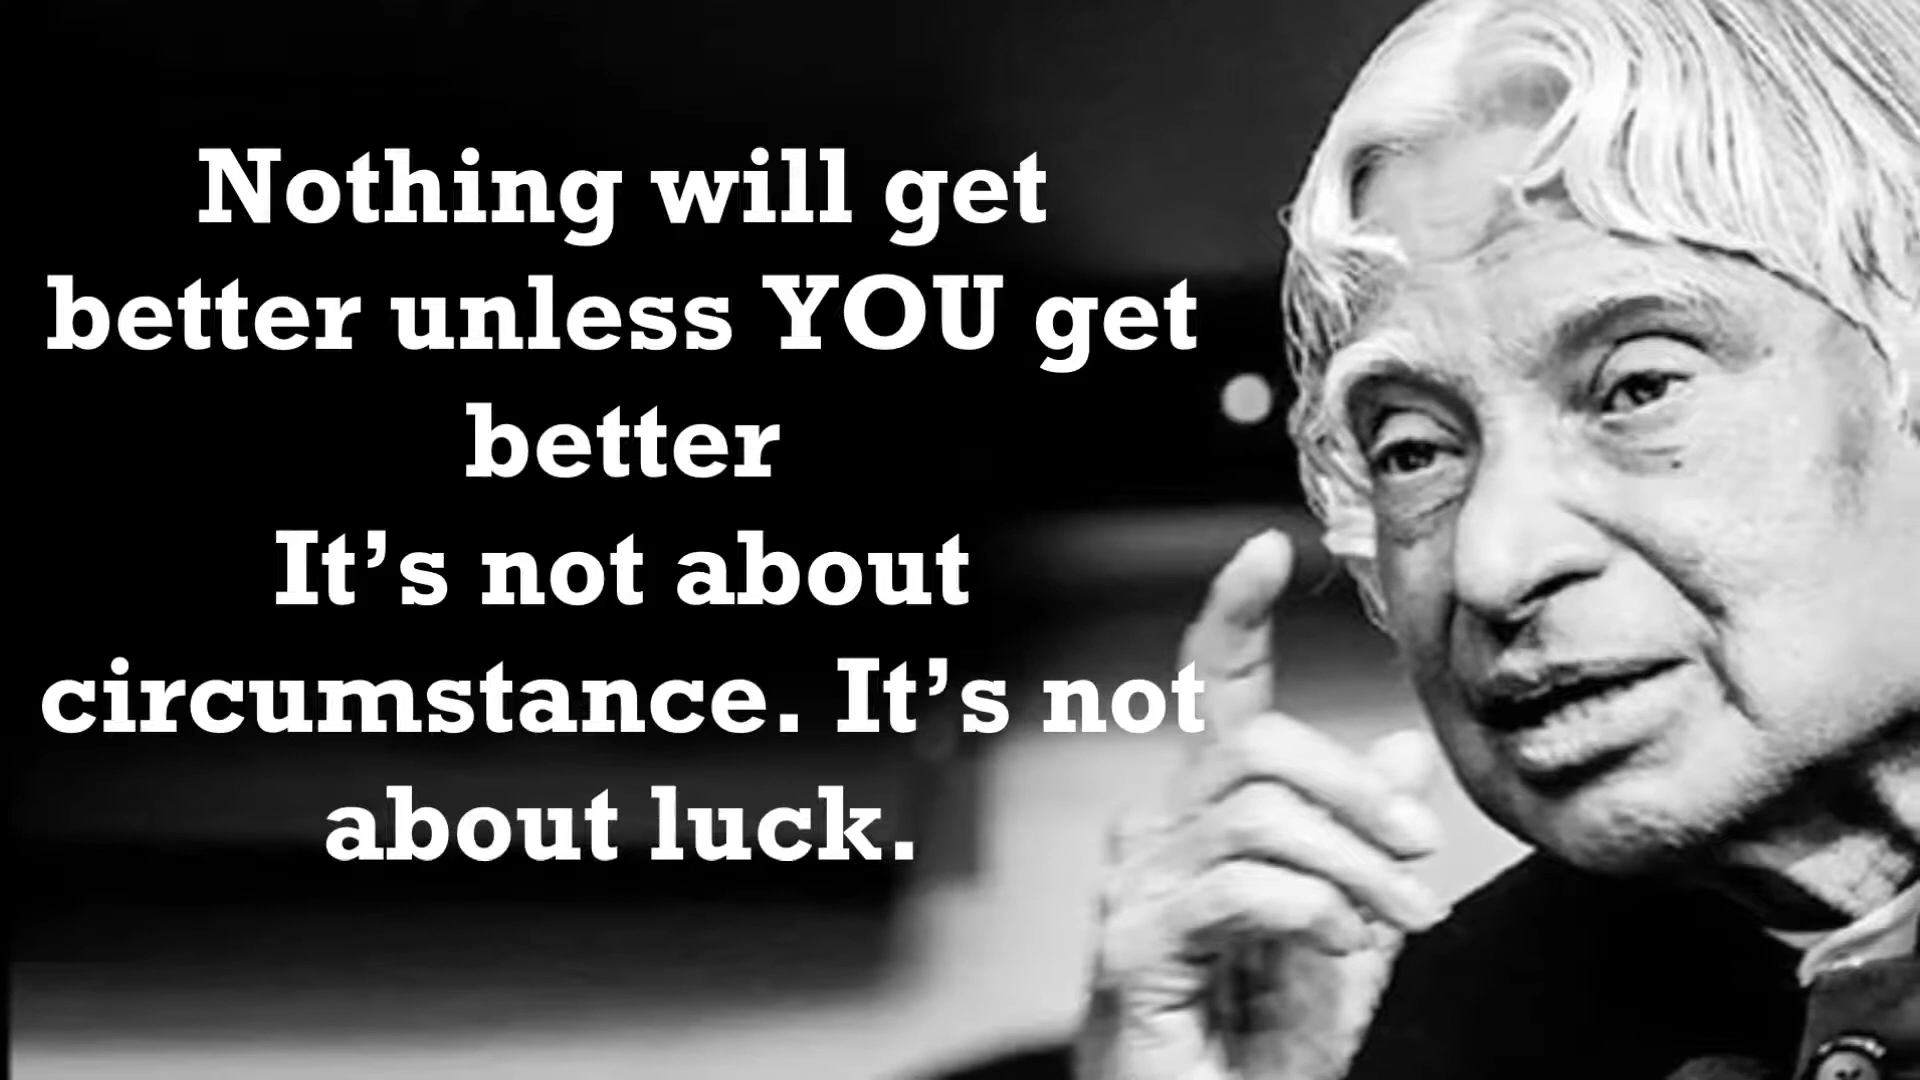 Nothing will get
better unless YOU get
better
It’s not about
circumstance. It’s not
about luck.